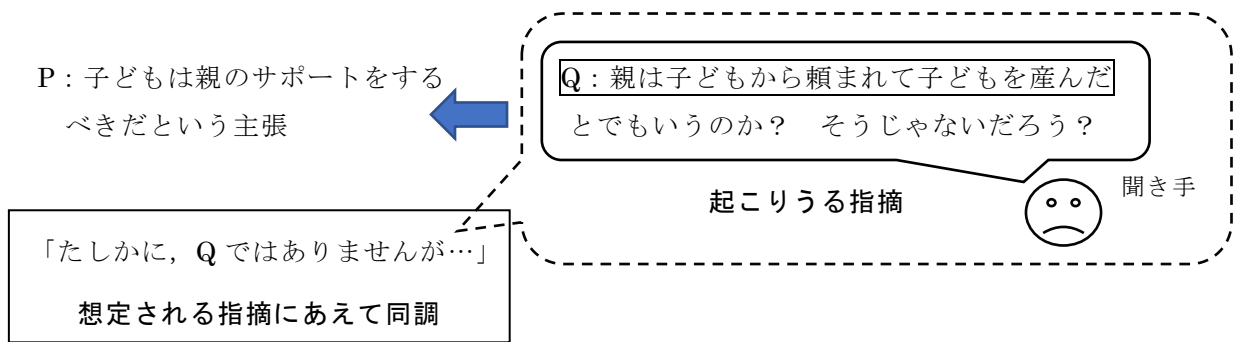 P：子どもは親のサポートをする
べきだという主張
Q：親は子どもから頼まれて子どもを産んだ
とでもいうのか？　そうじゃないだろう？
起こりうる指摘
聞き手
「たしかに，Q ではありませんが…」
想定される指摘にあえて同調